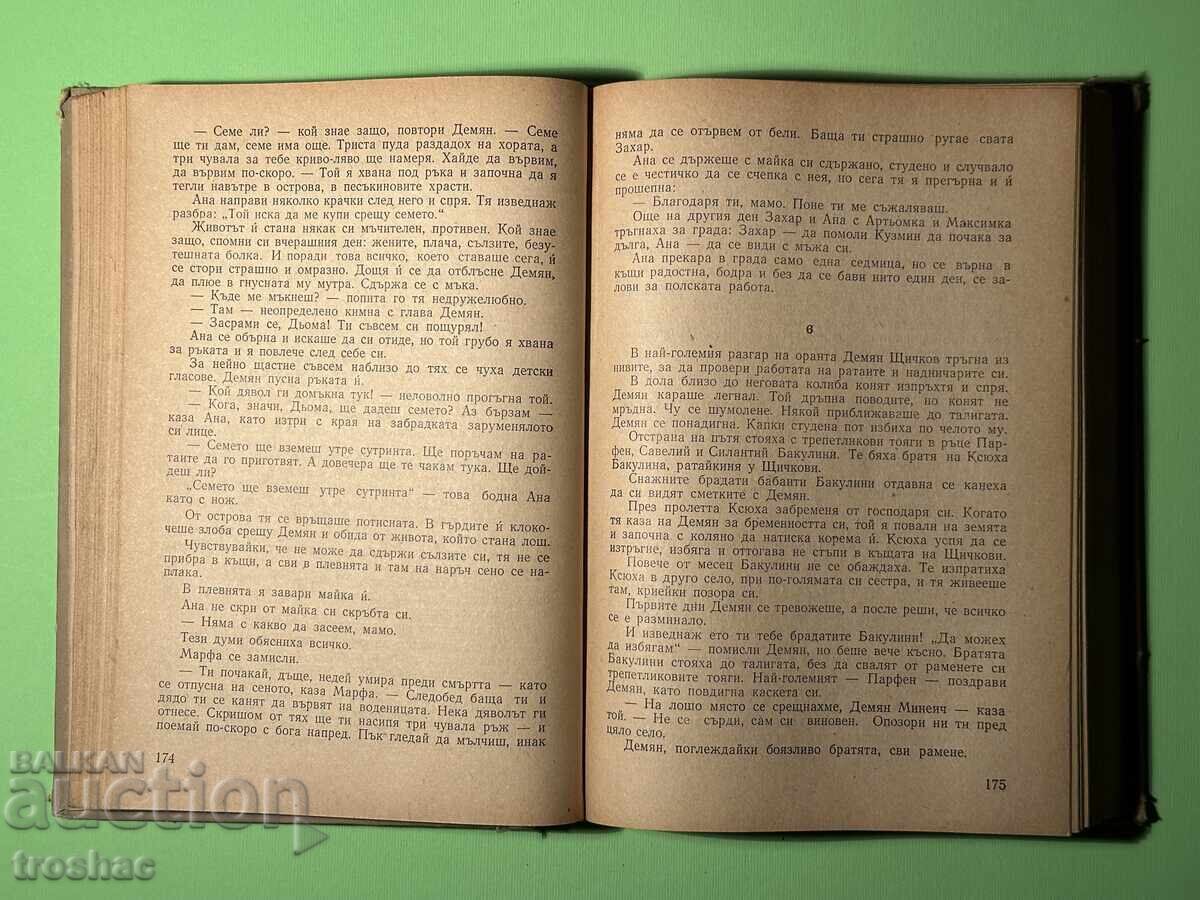 — Семе ли? — кой знае защо, повтори Демян. — Семе
ще ти дам, семе има още. Триста пуда раздадох на хората, а
три чувала за тебе криво-ляво ще намеря. Хайде да вървим,
да вървим по-скоро. — Той я хвана под ръка и започна да я
тегли навътре в острова, в песъкиновите храсти.
Ана направи няколко крачки след него и спря. Тя изведнаж
разбра: „Той иска да ме купи срещу семето.“
Животът ѝ стана някак си мъчителен, противен. Кой знае
защо, спомни си вчерашния ден: жените, плача, сълзите, безу-
тешната болка. И поради това всичко, което ставаше сега, ѝ
се стори страшно и омразно. Дощя ѝ се да отблъсне Демян,
да плюе в гнусната му мутра. Сдържа се с мъка.
— Къде ме мъкнеш? — попита го тя недружелюбно.
— Там — неопределено кимна с глава Демян.
— Засрами се, Дьома! Ти съвсем си пощурял!
Ана се обърна и искаше да си отиде, но той грубо я хвана
за ръката и я повлече след себе си.
За нейно щастие съвсем наблизо до тях се чуха детски
гласове. Демян пусна ръката ѝ.
— Кой дявол ги домъкна тук! — неловолно прогъгна той.
— Кога, значи, Дьома, ще дадеш семето? Аз бързам —
каза Ана, като изтри с края на забрадката заруменялото
си лице.
— Семето ще вземеш утре сутринта. Ще поръчам на ра-
таите да го приготвят. А довечера ще те чакам тука. Ще дой-
деш ли?
„Семето ще вземеш утре сутринта“ — това бодна Ана
като с нож.
От острова тя се връщаше потисната. В гърдите ѝ клоко-
чеше злоба срещу Демян и обида от живота, който стана лош.
Чувствувайки, че не може да сдържи сълзите си, тя не се
прибра в къщи, а сви в плевнята и там на наръч сено се на-
плака.
В плевнята я завари майка ѝ.
Ана не скри от майка си скръбта си.
— Няма с какво да засеем, мамо.
Тези думи обясниха всичко.
Марфа се замисли.
— Ти почакай, дъще, недей умира преди смъртта — като
се отпусна на сеното, каза Марфа. — Следобед баща ти и
дядо ти се канят да вървят на воденицата. Нека дяволът ги
отнесе. Скришом от тях ще ти насипя три чувала ръж — и
поемай по-скоро с бога напред. Пък гледай да мълчиш, инак
174
няма да се отървем от бели. Баща ти страшно ругае свата
Захар.
Ана се държеше с майка си сдържано, студено и случвало
се е честичко да се счепка с нея, но сега тя я прегърна и ѝ
прошепна:
— Благодаря ти, мамо. Поне ти ме съжаляваш.
Още на другия ден Захар и Ана с Артьомка и Максимка
тръгнаха за града: Захар — да помоли Кузмин да почака за
дълга, Ана — да се види с мъжа си.
Ана прекара в града само една седмица, но се върна в
къщи радостна, бодра и без да се бави нито един ден, се за-
лови за полската работа.
6
В най-големия разгар на оранта Демян Щичков тръгна из
нивите, за да провери работата на ратаите и надничарите си.
В дола близо до неговата колиба конят изпръхтя и спря.
Демян караше легнал. Той дръпна поводите, но конят не
мръдна. Чу се шумолене. Някой приближаваше до талигата.
Демян се понадигна. Капки студена пот избиха по челото му.
Отстрана на пътя стояха с трепетликови тояги в ръце Пар-
фен, Савелий и Силантий Бакулини. Те бяха братя на Ксюха
Бакулина, ратайкиня у Щичкови.
Снажните брадати бабанти Бакулини отдавна се канеха
да си видят сметките с Демян.
През пролетта Ксюха забременя от господаря си. Когато
тя каза на Демян за бременността си, той я повали на земята
и започна с коляно да натиска корема ѝ. Ксюха успя да се
изтръгне, избяга и оттогава не стъпи в къщата на Щичкови.
Повече от месец Бакулини не се обаждаха. Те изпратиха
Ксюха в друго село, при по-голямата си сестра, и тя живееше
там, криейки позора си.
Първите дни Демян се тревожеше, а после реши, че всичко
се е разминало.
И изведнаж ето ти тебе брадатите Бакулини! „Да можех
да избягам“ — помисли Демян, но беше вече късно. Братята
Бакулини стояха до талигата, без да свалят от раменете си
трепетликовите тояги. Най-големият — Парфен — поздрави
Демян, като повдигна каскета си.
— На лошо място се срещнахме, Демян Минеич — каза
той. — Не се сърди, сам си виновен. Опозори ни ти пред
цяло село.
Демян, поглеждайки боязливо братята, сви рамене.
175
BALKAN
auction
troshac